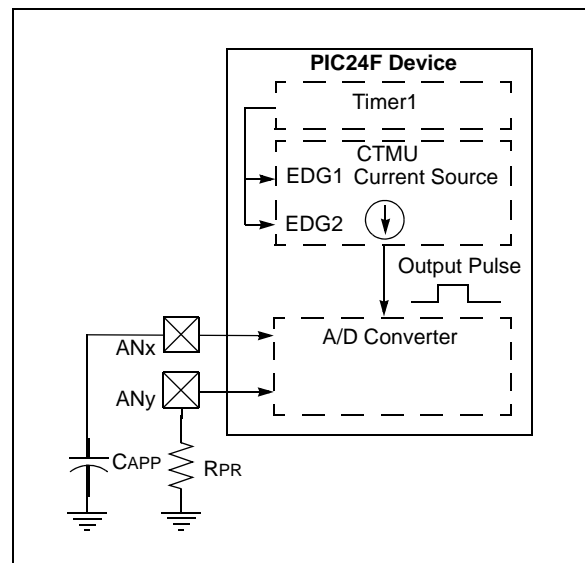 PIC24F Device
Timer1
CTMU
EDG1
Current Source
EDG2
Output Pulse
A/D Converter
ANx
ANy
CAPP
RPR